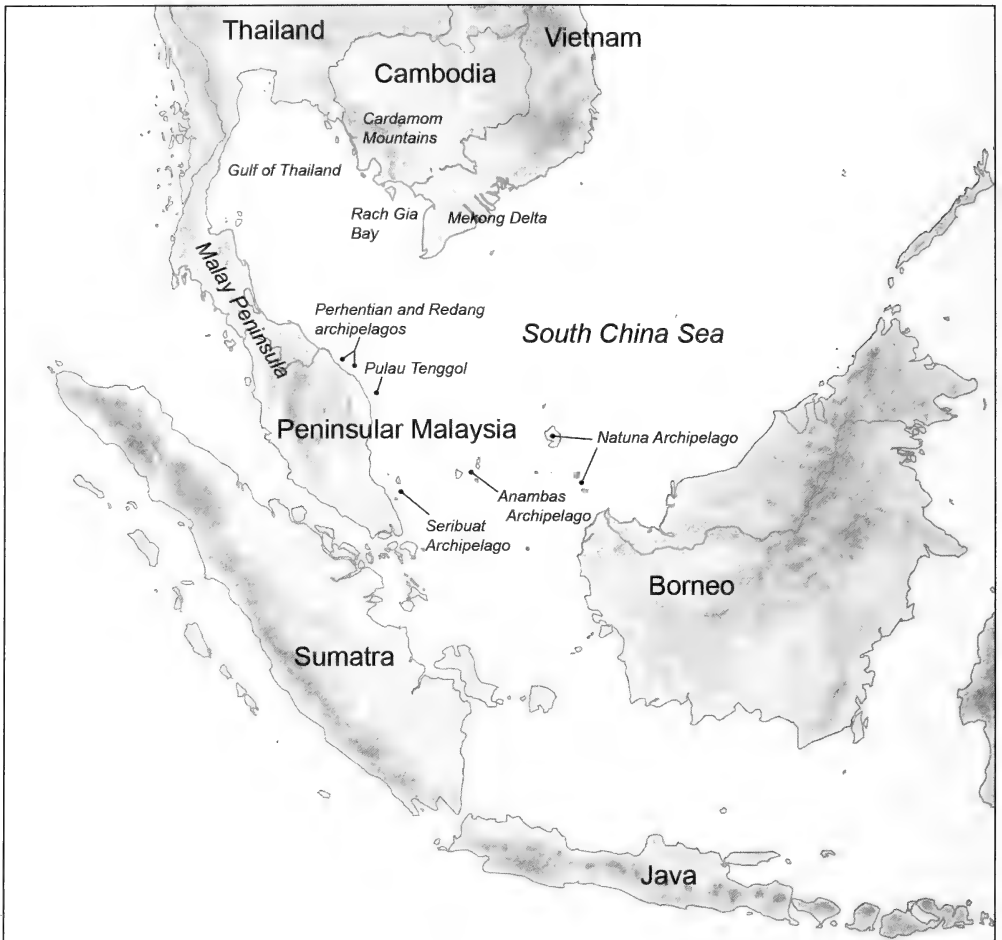 Thailand
Vietnam
Cambodia
Cardamom
Mountains
Gulf of Thailand
Rach Gia
Bay
Mekong Delta
Malay Peninsula
Perhentian and Redang
archipelagos
South China Sea
Pulau Tenggol
Peninsular Malaysia
Natuna Archipelago
Anambas
Archipelago
Seribuat
Archipelago
Borneo
Sumatra
Java